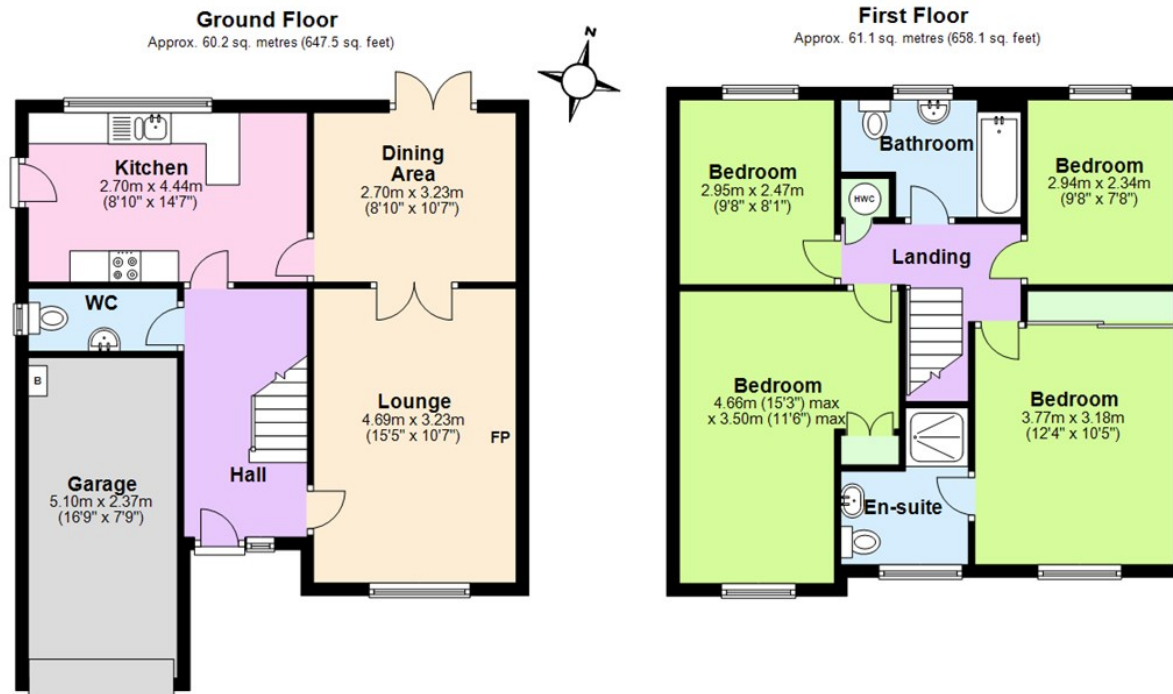 Ground Floor
Approx. 60.2 sq. metres (647.5 sq. feet)
N
Kitchen
2.70m x 4.44m
(8'10" x 14'7")
Dining
Area
2.70m x 3.23m
(8'10" x 10'7")
WC
B
Lounge
4.69m x 3.23m
(15'5" x 10'7")
FP
Hall
Garage
5.10m x 2.37m
(16'9" x 7'9")
First Floor
Approx. 61.1 sq. metres (658.1 sq. feet)
Bedroom
2.95m x 2.47m
(9'8" x 8'1")
Bathroom
HWC
Bedroom
2.94m x 2.34m
(9'8" x 7'8")
Landing
Bedroom
4.66m (15'3") max
x 3.50m (11'6") max
Bedroom
3.77m x 3.18m
(12'4" x 10'5")
En-suite